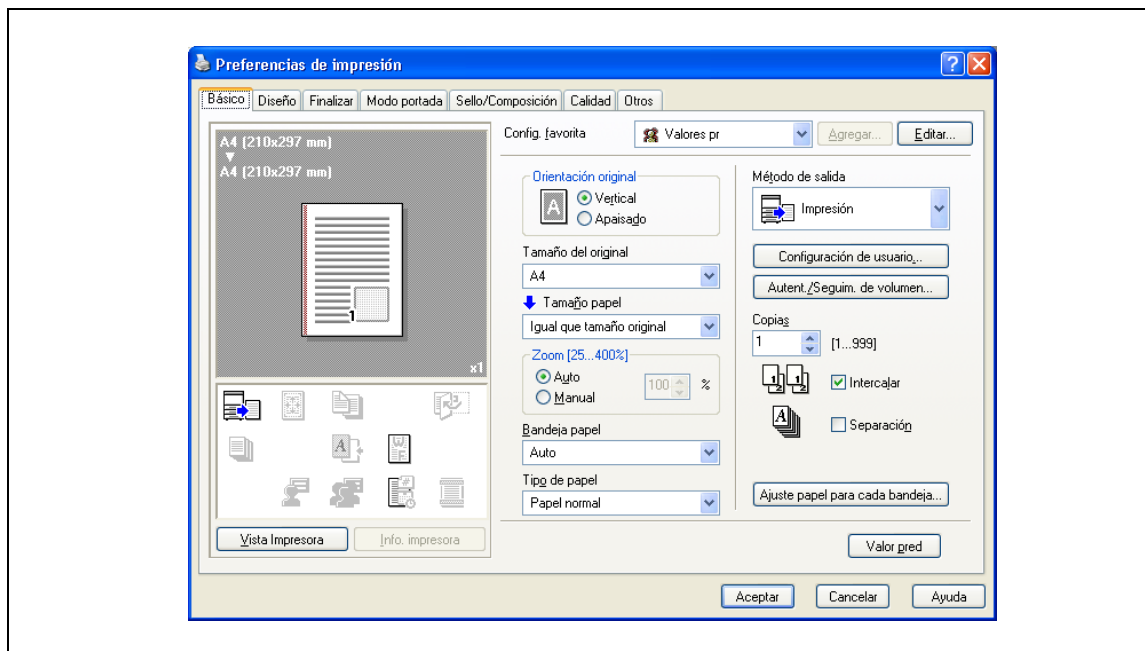 Preferencias de impresión
Básico Diseño Finalizar Modo portada Sello/Composición Calidad Otros
A4 (210x297 mm)
A4 (210x297 mm)
1
x1
Vista Impresora
Info. impresora
Config. favorita
Valores pr
Agregar...
Editar...
Orientación original
A
Vertical
Apaisado
Tamaño del original
A4
Tamaño papel
Igual que tamaño original
Zoom [25...400%]
Auto
Manual
100 %
Bandeja papel
Auto
Tipo de papel
Papel normal
Método de salida
Impresión
Configuración de usuario...
Autent./Seguim. de volumen...
Copias
1 [1...999]
Intercalar
Separación
Ajuste papel para cada bandeja...
Valor pred
Aceptar Cancelar Ayuda